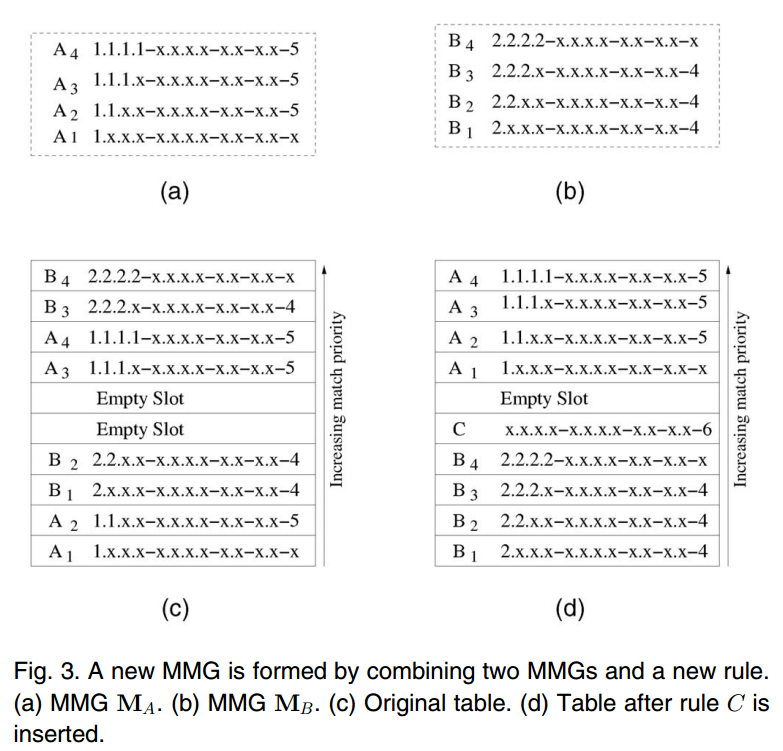 A4 1.1.1.1−x.x.x.x−x.x−x.x−5
A3 1.1.1.x−x.x.x.x−x.x−x.x−5
A2 1.1.x.x−x.x.x.x−x.x−x.x−5
A1 1.x.x.x−x.x.x.x−x.x−x.x−x
(a)
B4 2.2.2.2−x.x.x.x−x.x−x.x−x
B3 2.2.2.x−x.x.x.x−x.x−x.x−4
B2 2.2.x.x−x.x.x.x−x.x−x.x−4
B1 2.x.x.x−x.x.x.x−x.x−x.x−4
(b)
B4 2.2.2.2−x.x.x.x−x.x−x.x−x
B3 2.2.2.x−x.x.x.x−x.x−x.x−4
A4 1.1.1.1−x.x.x.x−x.x−x.x−5
A3 1.1.1.x−x.x.x.x−x.x−x.x−5
Empty Slot
Empty Slot
B2 2.2.x.x−x.x.x.x−x.x−x.x−4
B1 2.x.x.x−x.x.x.x−x.x−x.x−4
A2 1.1.x.x−x.x.x.x−x.x−x.x−5
A1 1.x.x.x−x.x.x.x−x.x−x.x−x
Increasing match priority
(c)
A4 1.1.1.1−x.x.x.x−x.x−x.x−5
A3 1.1.1.x−x.x.x.x−x.x−x.x−5
A2 1.1.x.x−x.x.x.x−x.x−x.x−5
A1 1.x.x.x−x.x.x.x−x.x−x.x−x
Empty Slot
C x.x.x.x−x.x.x.x−x.x−x.x−6
B4 2.2.2.2−x.x.x.x−x.x−x.x−x
B3 2.2.2.x−x.x.x.x−x.x−x.x−4
B2 2.2.x.x−x.x.x.x−x.x−x.x−4
B1 2.x.x.x−x.x.x.x−x.x−x.x−4
Increasing match priority
(d)
Fig. 3. A new MMG is formed by combining two MMGs and a new rule.
(a) MMG MA. (b) MMG MB. (c) Original table. (d) Table after rule C is
inserted.